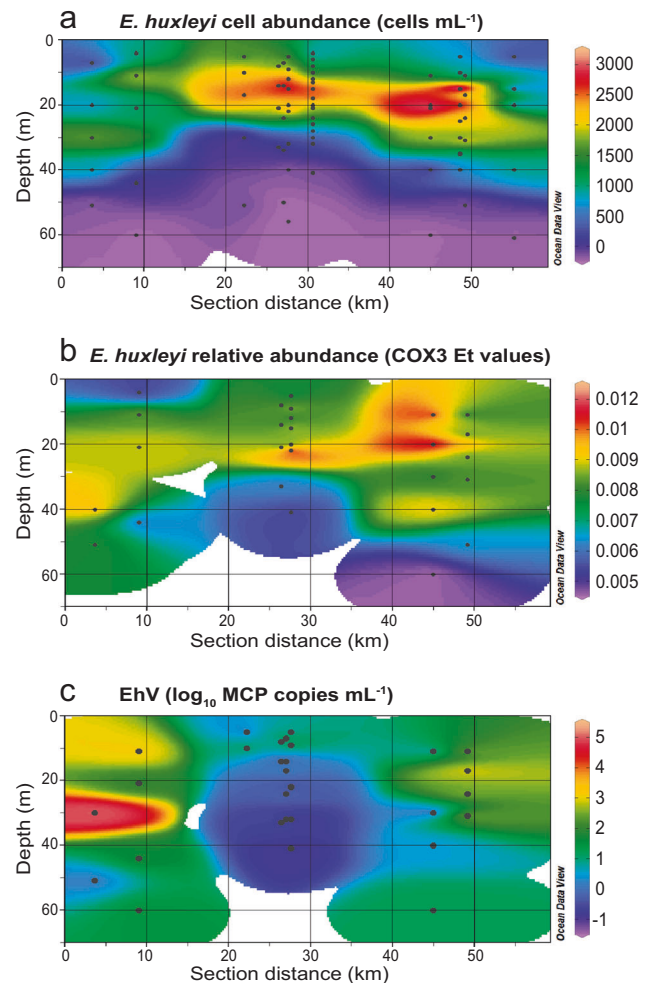 a E. huxleyi cell abundance (cells mL⁻¹)
0
20
40
60
Depth (m)
0 10 20 30 40 50
Section distance (km)
Ocean Data View
3000
2500
2000
1500
1000
500
0
b E. huxleyi relative abundance (COX3 Et values)
0
20
40
60
Depth (m)
0 10 20 30 40 50
Section distance (km)
Ocean Data View
0.012
0.011
0.01
0.009
0.008
0.007
0.006
0.005
c EhV (log₁₀ MCP copies mL⁻¹)
0
20
40
60
Depth (m)
0 10 20 30 40 50
Section distance (km)
Ocean Data View
5
4
3
2
1
0
-1